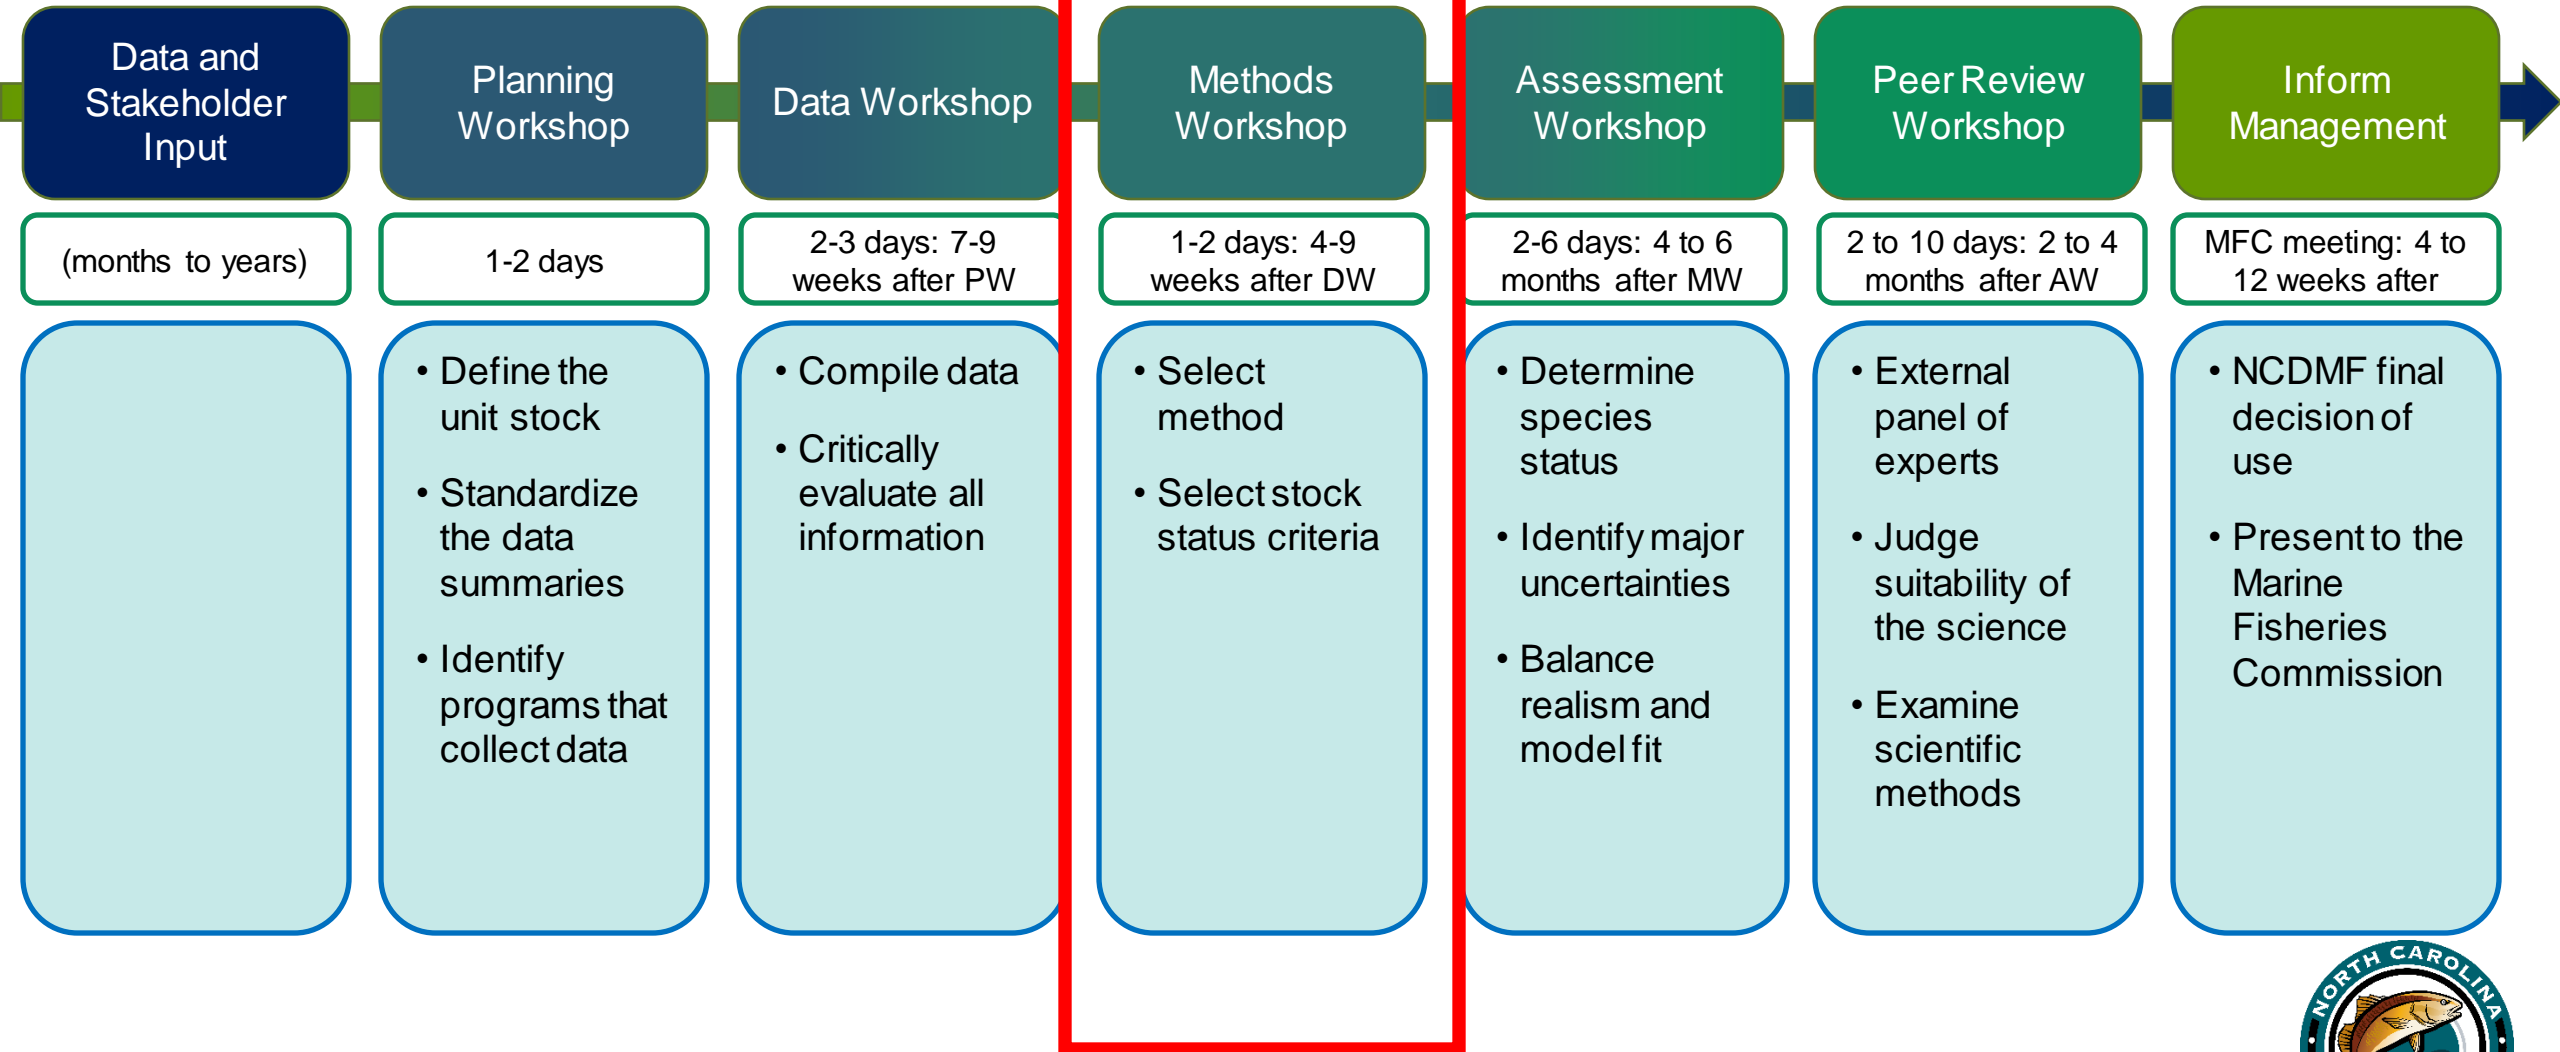 Data and
Stakeholder
Input
Planning
Workshop
Data Workshop
Methods
Workshop
Assessment
Workshop
Peer Review
Workshop
Inform
Management
(months to years)
1-2 days
2-3 days: 7-9
weeks after PW
1-2 days: 4-9
weeks after DW
2-6 days: 4 to 6
months after MW
2 to 10 days: 2 to 4
months after AW
MFC meeting: 4 to
12 weeks after
• Define the
unit stock
• Standardize
the data
summaries
• Identify
programs that
collect data
• Compile data
• Critically
evaluate all
information
• Select
method
• Select stock
status criteria
• Determine
species
status
• Identify major
uncertainties
• Balance
realism and
model fit
• External
panel of
experts
• Judge
suitability of
the science
• Examine
scientific
methods
• NCDMF final
decision of
use
• Present to the
Marine
Fisheries
Commission
NORTH CAROLINA